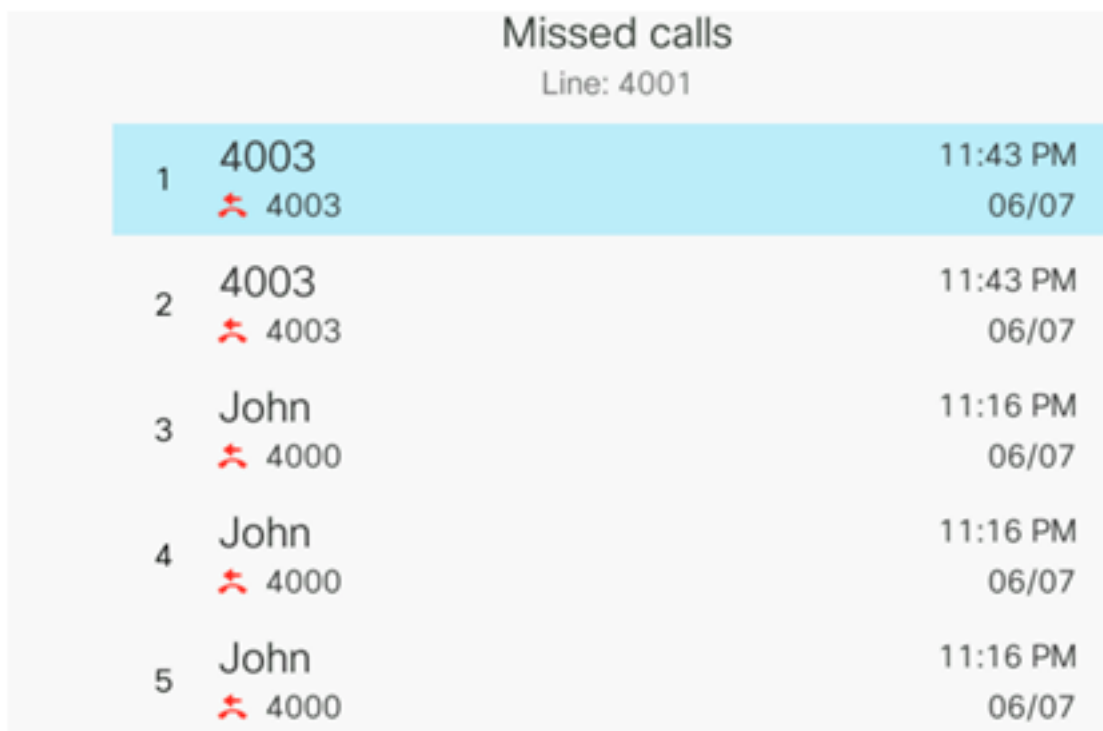 Missed calls
Line: 4001
1 4003 11:43 PM
4003 06/07
2 4003 11:43 PM
4003 06/07
3 John 11:16 PM
4000 06/07
4 John 11:16 PM
4000 06/07
5 John 11:16 PM
4000 06/07